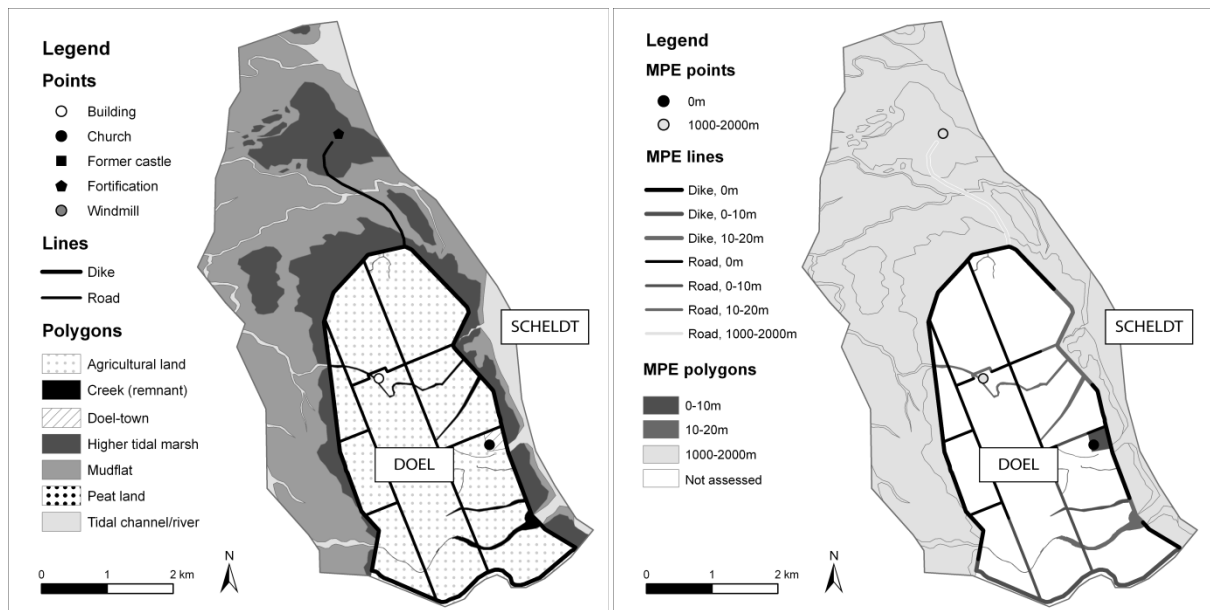 Legend
Points
Building
Church
Former castle
Fortification
Windmill
Lines
Dike
Road
Polygons
Agricultural land
Creek (remnant)
Doel-town
Higher tidal marsh
Mudflat
Peat land
Tidal channel/river
0 1 2 km
N
SCHELDT
DOEL
Legend
MPE points
0m
1000-2000m
MPE lines
Dike, 0m
Dike, 0-10m
Dike, 10-20m
Road, 0m
Road, 0-10m
Road, 10-20m
Road, 1000-2000m
MPE polygons
0-10m
10-20m
1000-2000m
Not assessed
0 1 2 km
N
SCHELDT
DOEL